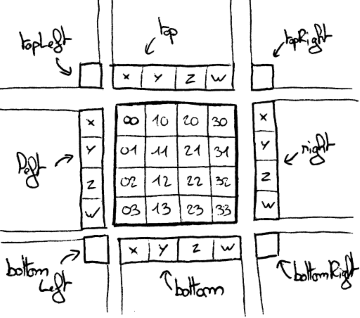 top
topLeft
topRight
X Y Z W
X 00 10 20 30 X
Y 01 11 21 31 Y
Z 02 12 22 32 Z
W 03 13 23 33 W
left
right
X Y Z W
bottom
Left
bottom
bottomRight